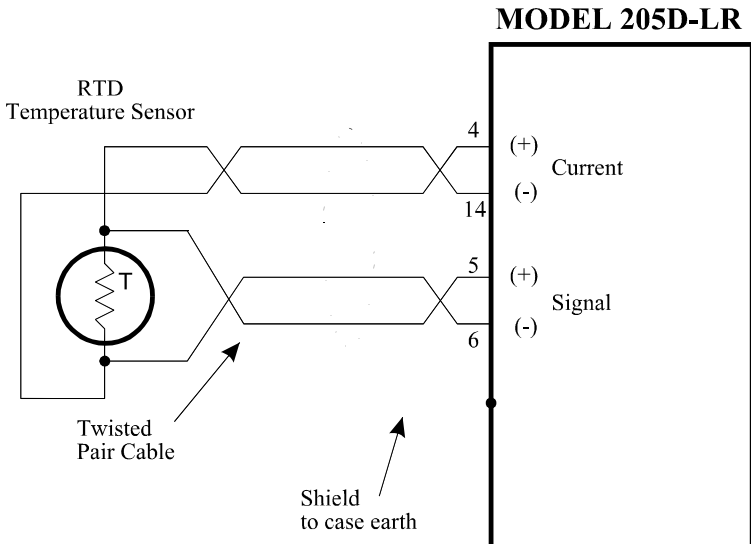 MODEL 205D-LR
RTD
Temperature Sensor
4
(+)
Current
(-)
14
5
(+)
T
Signal
(-)
6
Twisted
Pair Cable
Shield
to case earth